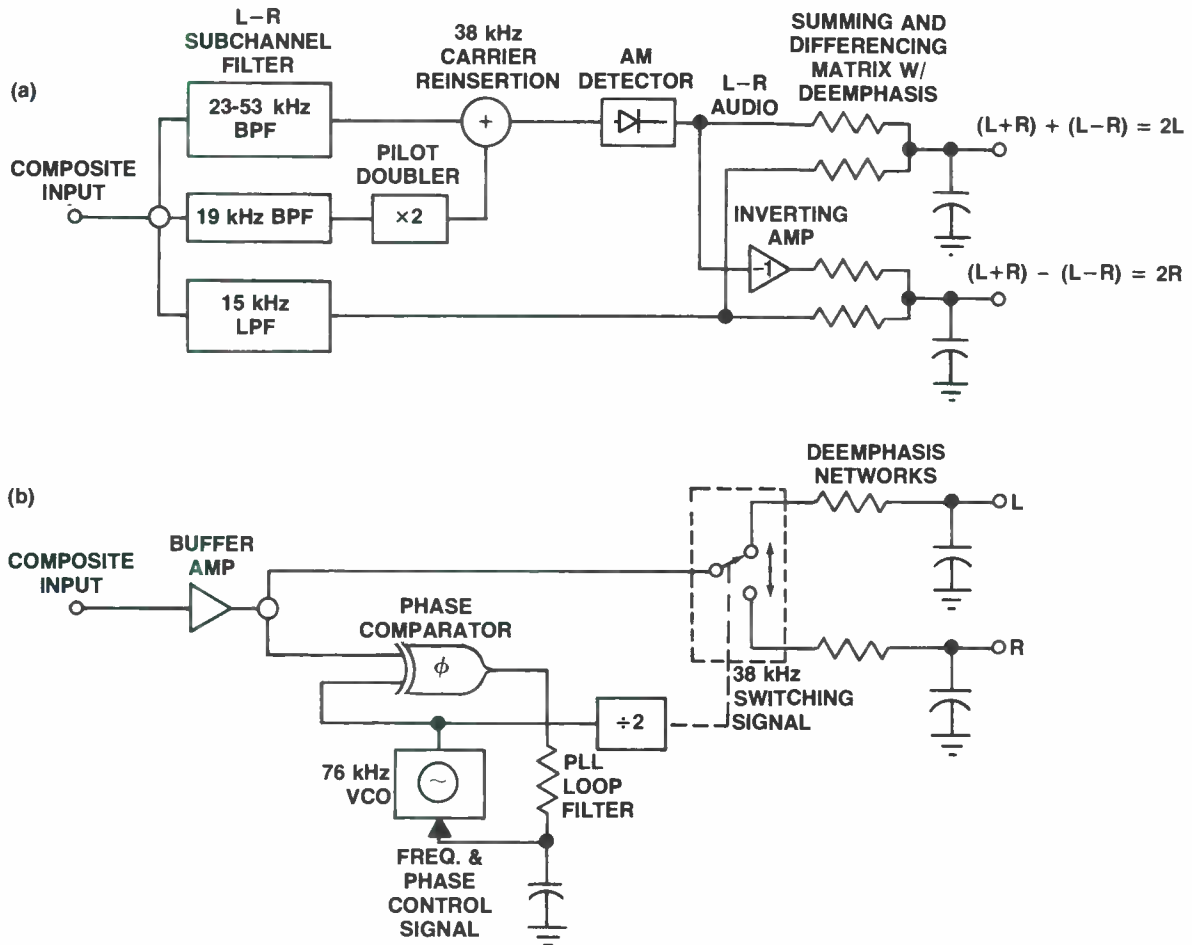 (a)
L–R
SUBCHANNEL
FILTER
23-53 kHz
BPF
38 kHz
CARRIER
REINSERTION
+
AM
DETECTOR
L–R
AUDIO
SUMMING AND
DIFFERENCING
MATRIX W/
DEEMPHASIS
(L+R) + (L–R) = 2L
COMPOSITE
INPUT
19 kHz BPF
PILOT
DOUBLER
×2
INVERTING
AMP
–1
(L+R) - (L–R) = 2R
15 kHz
LPF
(b)
COMPOSITE
INPUT
BUFFER
AMP
PHASE
COMPARATOR
ϕ
DEEMPHASIS
NETWORKS
L
R
38 kHz
SWITCHING
SIGNAL
÷2
76 kHz
VCO
~
PLL
LOOP
FILTER
FREQ. &
PHASE
CONTROL
SIGNAL